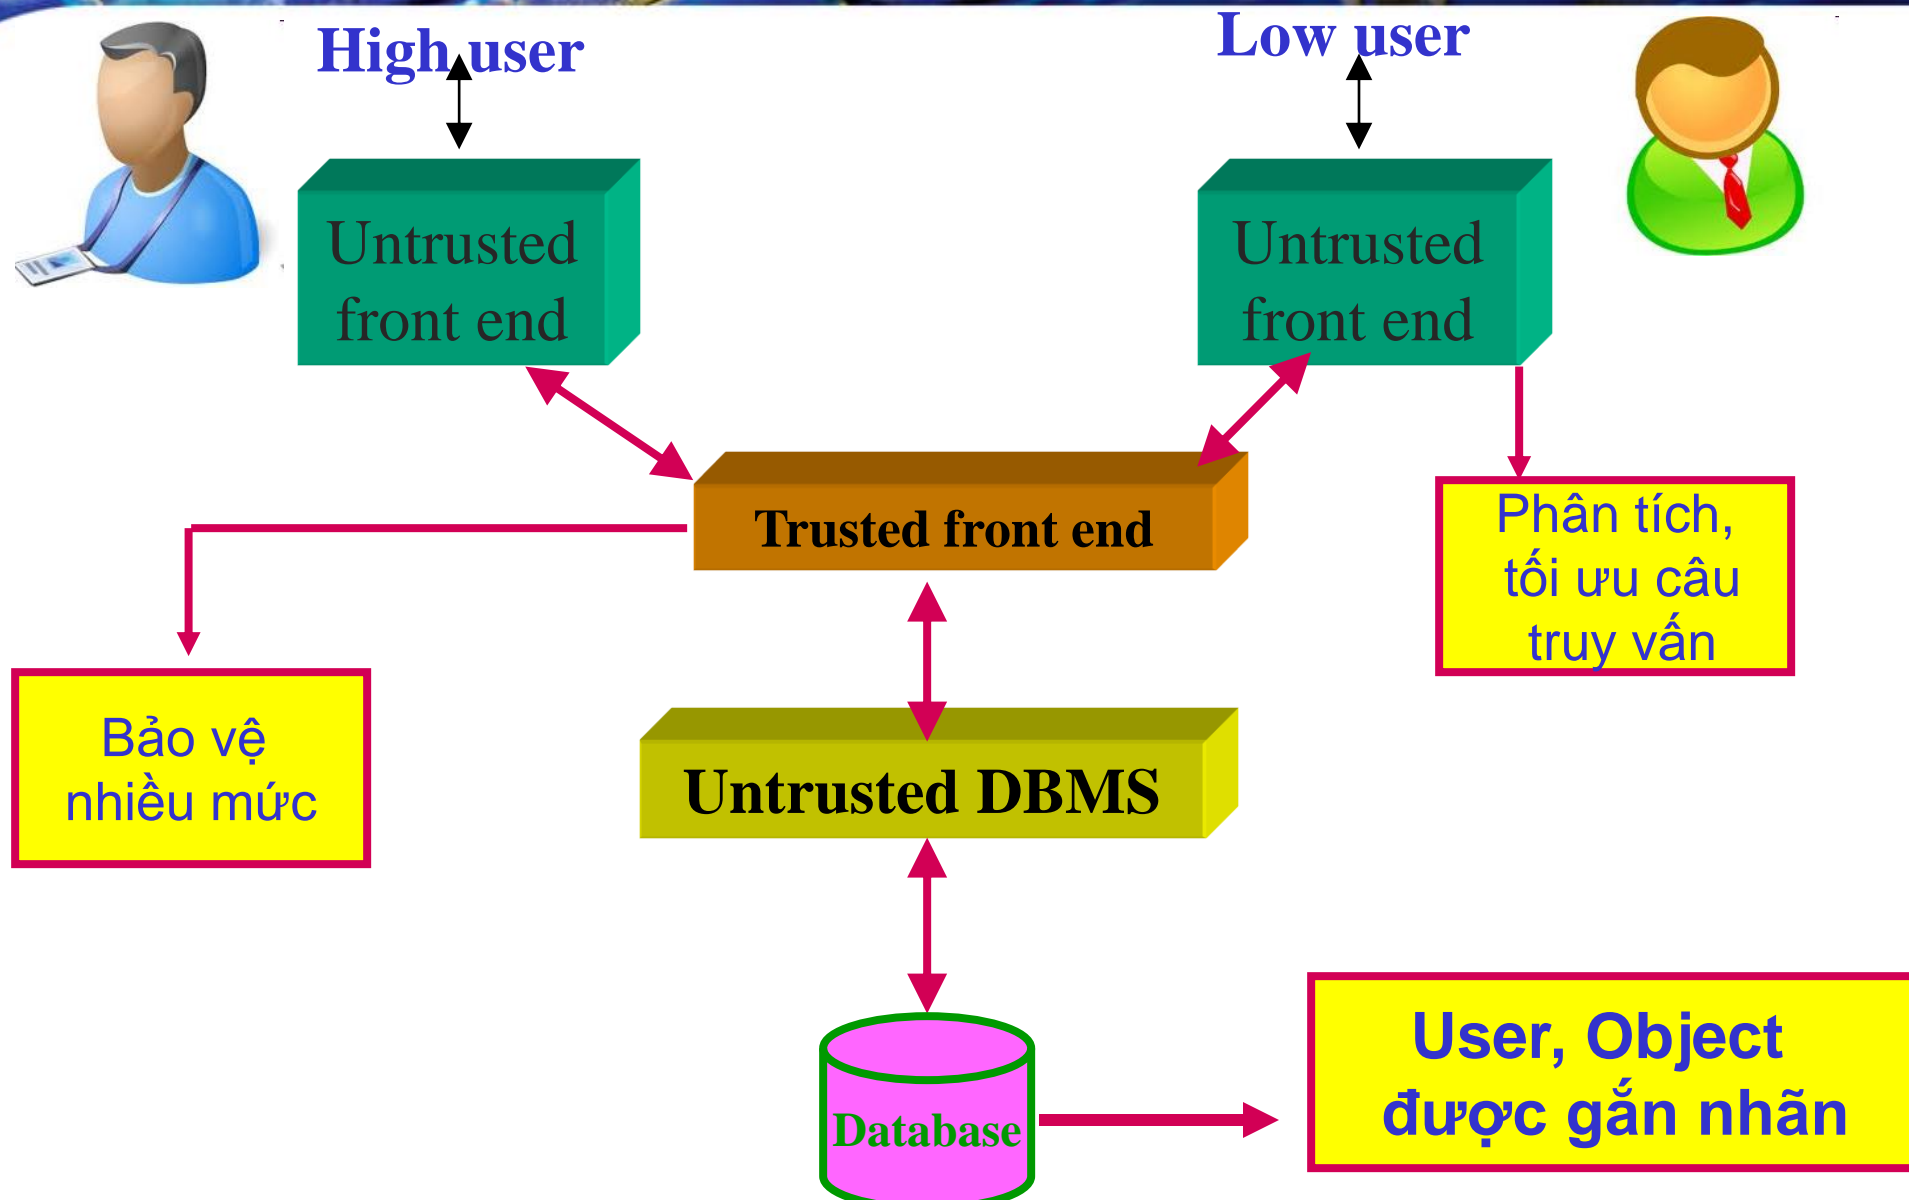 High user
Low user
Untrusted
front end
Untrusted
front end
Trusted front end
Phân tích,
tối ưu câu
truy vấn
Bảo vệ
nhiều mức
Untrusted DBMS
User, Object
được gắn nhãn
Database